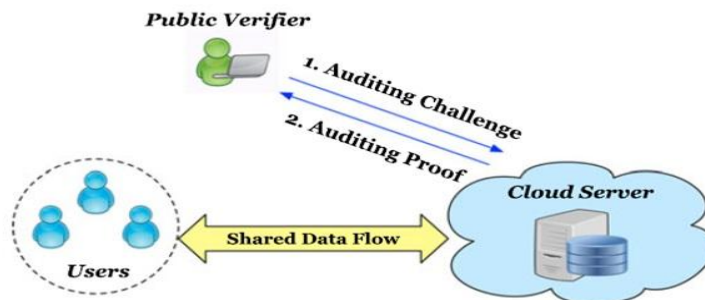 Public Verifier
1. Auditing Challenge
2. Auditing Proof
Cloud Server
Shared Data Flow
Users